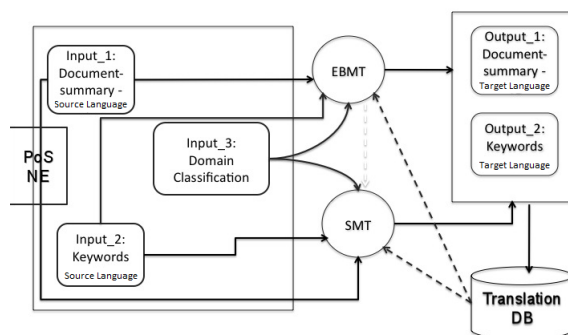 Input_1:
Document-
summary -
Source Language
PoS
NE
Input_3:
Domain
Classification
Input_2:
Keywords
Source Language
EBMT
SMT
Output_1:
Document-
summary -
Target Language
Output_2:
Keywords
Target Language
Translation
DB